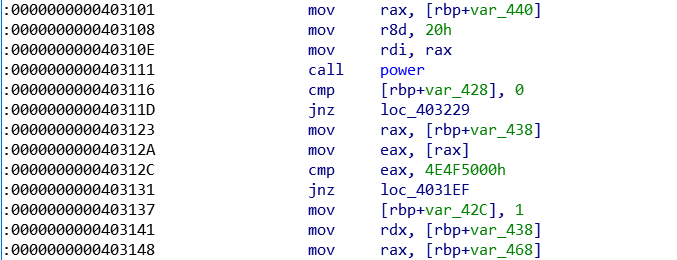 :0000000000403101 mov rax, [rbp+var_440]
:0000000000403108 mov r8d, 20h
:000000000040310E mov rdi, rax
:0000000000403111 call power
:0000000000403116 cmp [rbp+var_428], 0
:000000000040311D jnz loc_403229
:0000000000403123 mov rax, [rbp+var_438]
:000000000040312A mov eax, [rax]
:000000000040312C cmp eax, 4E4F5000h
:0000000000403131 jnz loc_4031EF
:0000000000403137 mov [rbp+var_42C], 1
:0000000000403141 mov rdx, [rbp+var_438]
:0000000000403148 mov rax, [rbp+var_468]